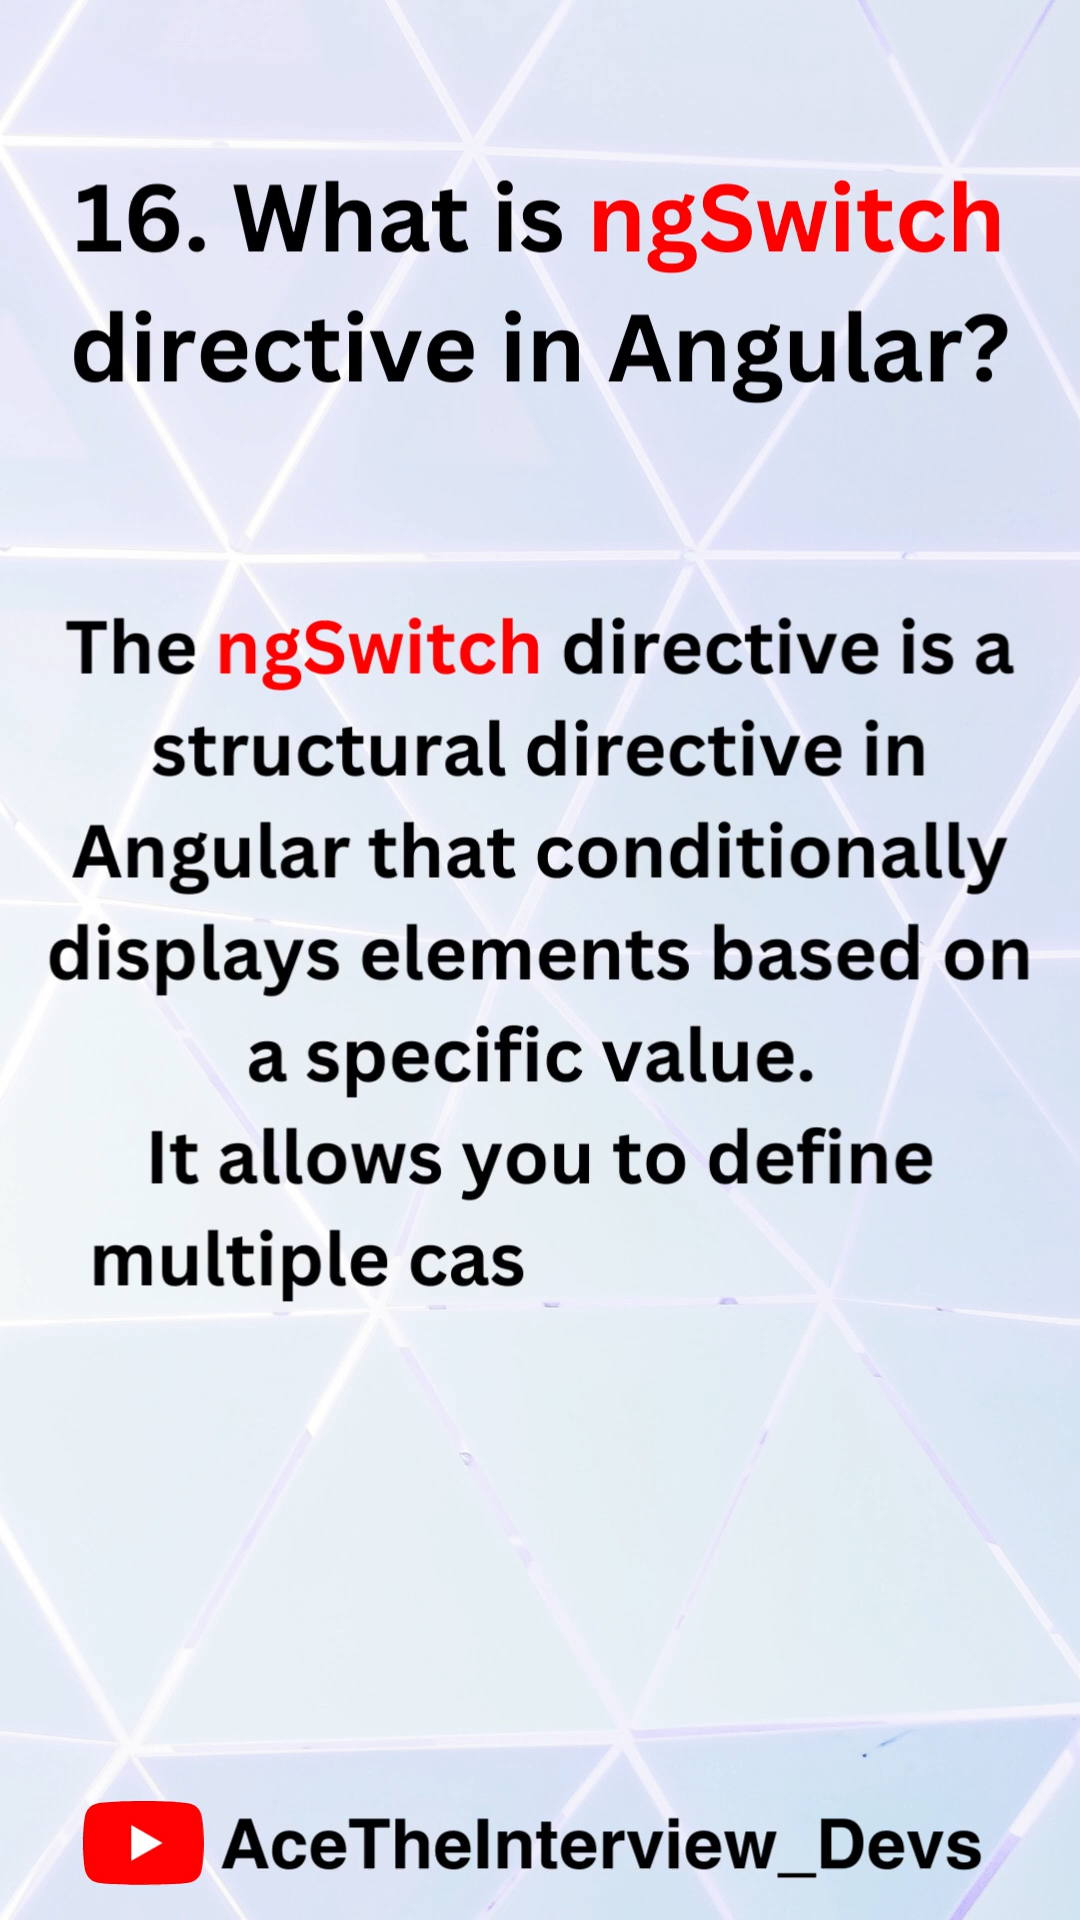 16. What is ngSwitch
directive in Angular?
The ngSwitch directive is a
structural directive in
Angular that conditionally
displays elements based on
a specific value.
It allows you to define
multiple cas
AceTheInterview_Devs